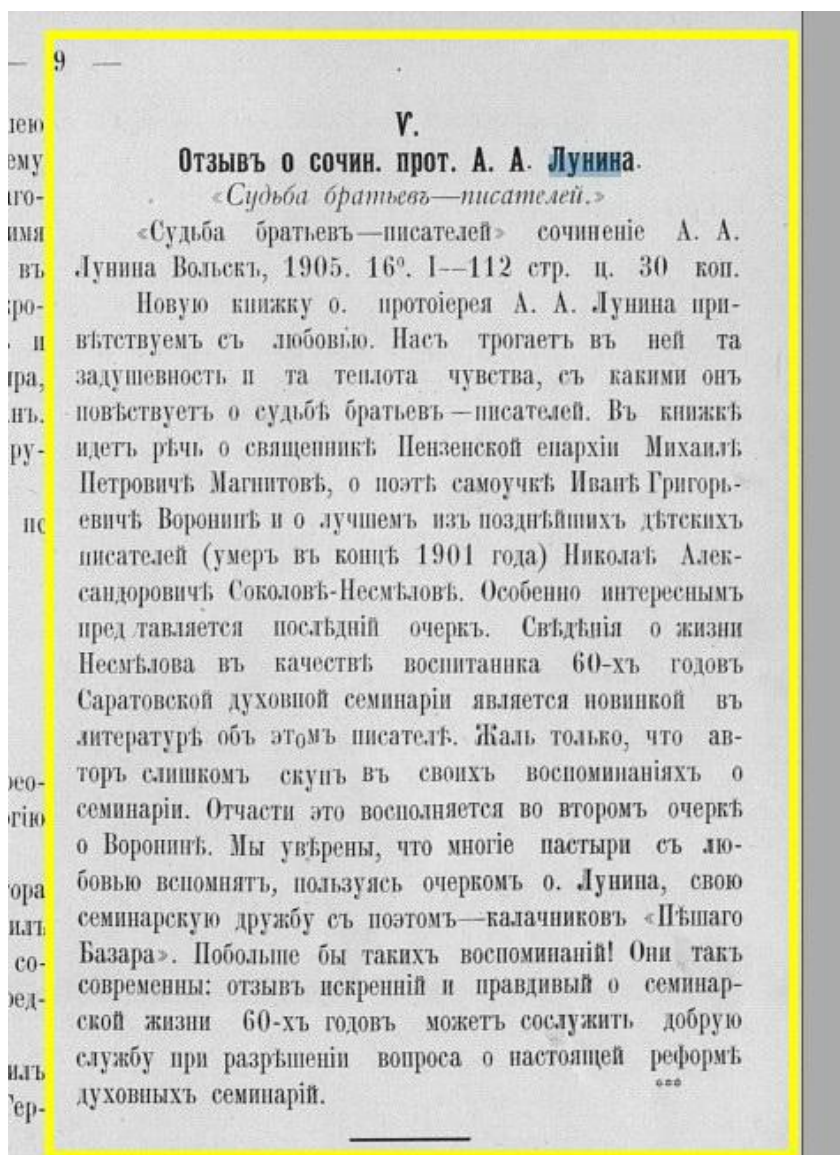 — 9 —
V.
Отзывъ о сочин. прот. А. А. Лунина.
«Судьба братьевъ—писателей.»
«Судьба братьевъ—писателей» сочиненіе А. А.
Лунина Вольскъ, 1905. 16⁰. I—112 стр. ц. 30 коп.
Новую книжку о. протоіерея А. А. Лунина при-
вѣтствуемъ съ любовью. Насъ трогаетъ въ ней та
задушевность и та теплота чувства, съ какими онъ
повѣствуетъ о судьбѣ братьевъ—писателей. Въ книжкѣ
идетъ рѣчь о священникѣ Пензенской епархіи Михаилѣ
Петровичѣ Магнитовѣ, о поэтѣ самоучкѣ Иванѣ Григорь-
евичѣ Воронинѣ и о лучшемъ изъ позднѣйшихъ дѣтскихъ
писателей (умеръ въ концѣ 1901 года) Николаѣ Алек-
сандоровичѣ Соколовѣ-Несмѣловѣ. Особенно интереснымъ
пред тавляется послѣдній очеркъ. Свѣдѣнія о жизни
Несмѣлова въ качествѣ воспитанника 60-хъ годовъ
Саратовской духовной семинаріи является новинкой въ
литературѣ объ этомъ писателѣ. Жаль только, что ав-
торъ слишкомъ скупъ въ своихъ воспоминаніяхъ о
семинаріи. Отчасти это восполняется во второмъ очеркѣ
о Воронинѣ. Мы увѣрены, что многіе пастыри съ лю-
бовью вспомнятъ, пользуясь очеркомъ о. Лунина, свою
семинарскую дружбу съ поэтомъ—калачниковъ «Пѣшаго
Базара». Побольше бы такихъ воспоминаній! Они такъ
современны: отзывъ искренній и правдивый о семинар-
ской жизни 60-хъ годовъ можетъ сослужить добрую
службу при разрѣшеніи вопроса о настоящей реформѣ
духовныхъ семинарій.
***